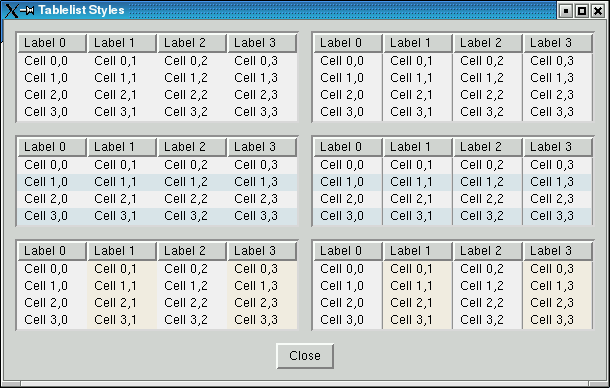 Tablelist Styles
Label 0 Label 1 Label 2 Label 3 Label 0 Label 1 Label 2 Label 3
Cell 0,0 Cell 0,1 Cell 0,2 Cell 0,3 Cell 0,0 Cell 0,1 Cell 0,2 Cell 0,3
Cell 1,0 Cell 1,1 Cell 1,2 Cell 1,3 Cell 1,0 Cell 1,1 Cell 1,2 Cell 1,3
Cell 2,0 Cell 2,1 Cell 2,2 Cell 2,3 Cell 2,0 Cell 2,1 Cell 2,2 Cell 2,3
Cell 3,0 Cell 3,1 Cell 3,2 Cell 3,3 Cell 3,0 Cell 3,1 Cell 3,2 Cell 3,3
Label 0 Label 1 Label 2 Label 3 Label 0 Label 1 Label 2 Label 3
Cell 0,0 Cell 0,1 Cell 0,2 Cell 0,3 Cell 0,0 Cell 0,1 Cell 0,2 Cell 0,3
Cell 1,0 Cell 1,1 Cell 1,2 Cell 1,3 Cell 1,0 Cell 1,1 Cell 1,2 Cell 1,3
Cell 2,0 Cell 2,1 Cell 2,2 Cell 2,3 Cell 2,0 Cell 2,1 Cell 2,2 Cell 2,3
Cell 3,0 Cell 3,1 Cell 3,2 Cell 3,3 Cell 3,0 Cell 3,1 Cell 3,2 Cell 3,3
Label 0 Label 1 Label 2 Label 3 Label 0 Label 1 Label 2 Label 3
Cell 0,0 Cell 0,1 Cell 0,2 Cell 0,3 Cell 0,0 Cell 0,1 Cell 0,2 Cell 0,3
Cell 1,0 Cell 1,1 Cell 1,2 Cell 1,3 Cell 1,0 Cell 1,1 Cell 1,2 Cell 1,3
Cell 2,0 Cell 2,1 Cell 2,2 Cell 2,3 Cell 2,0 Cell 2,1 Cell 2,2 Cell 2,3
Cell 3,0 Cell 3,1 Cell 3,2 Cell 3,3 Cell 3,0 Cell 3,1 Cell 3,2 Cell 3,3
Close